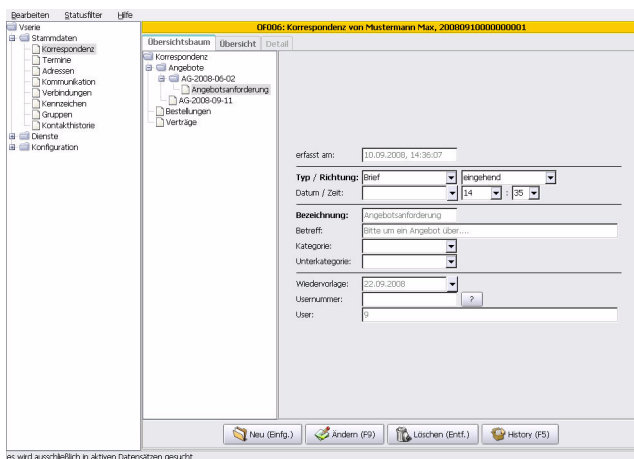 Bearbeiten Statusfilter Hilfe
OF006: Korrespondenz von Mustermann Max, 20080910000000001
Vserie
Stammdaten
Korrespondenz
Termine
Adressen
Kommunikation
Verbindungen
Kennzeichen
Gruppen
Kontakthistorie
Dienste
Konfiguration
Übersichtsbaum Übersicht Detail
Korrespondenz
Angebote
AG-2008-06-02
Angebotsanforderung
AG-2008-09-11
Bestellungen
Verträge
erfasst am: 10.09.2008, 14:36:07
Typ / Richtung: Brief eingehend
Datum / Zeit: 14 : 35
Bezeichnung: Angebotsanforderung
Betreff: Bitte um ein Angebot über....
Kategorie:
Unterkategorie:
Wiedervorlage: 22.09.2008
Usernummer: ?
User: 9
Neu (Einfg.) Ändern (F9) Löschen (Entf.) History (F5)
es wird ausschließlich in aktiven Datensätzen gesucht